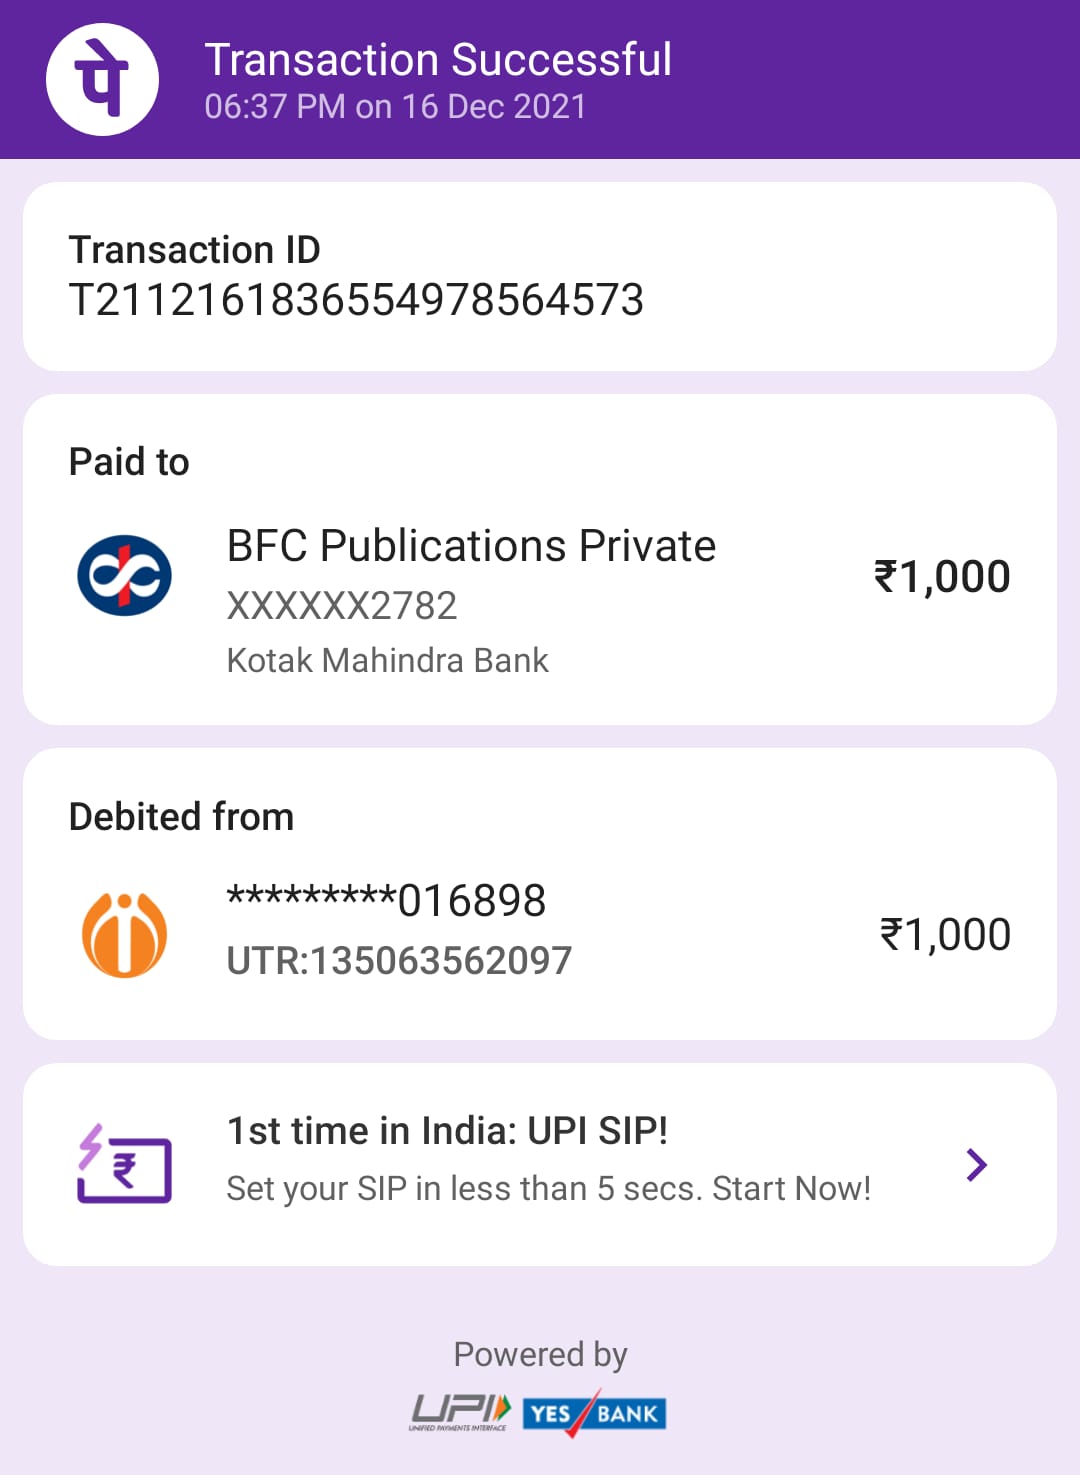 पे
Transaction Successful
06:37 PM on 16 Dec 2021
Transaction ID
T2112161836554978564573
Paid to
BFC Publications Private
₹1,000
XXXXXX2782
Kotak Mahindra Bank
Debited from
*********016898
₹1,000
UTR:135063562097
1st time in India: UPI SIP!
₹
Set your SIP in less than 5 secs. Start Now!
Powered by
UPI YES BANK
UNIFIED PAYMENTS INTERFACE